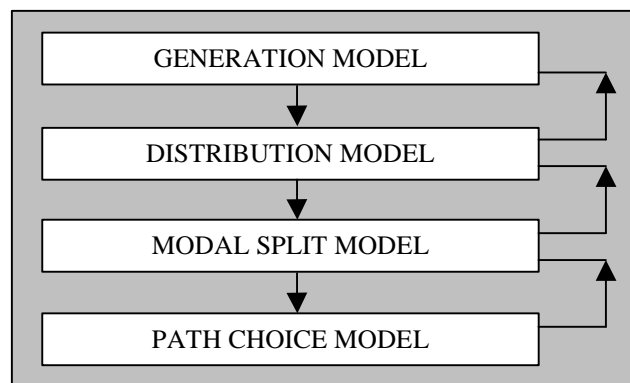 GENERATION MODEL
DISTRIBUTION MODEL
MODAL SPLIT MODEL
PATH CHOICE MODEL